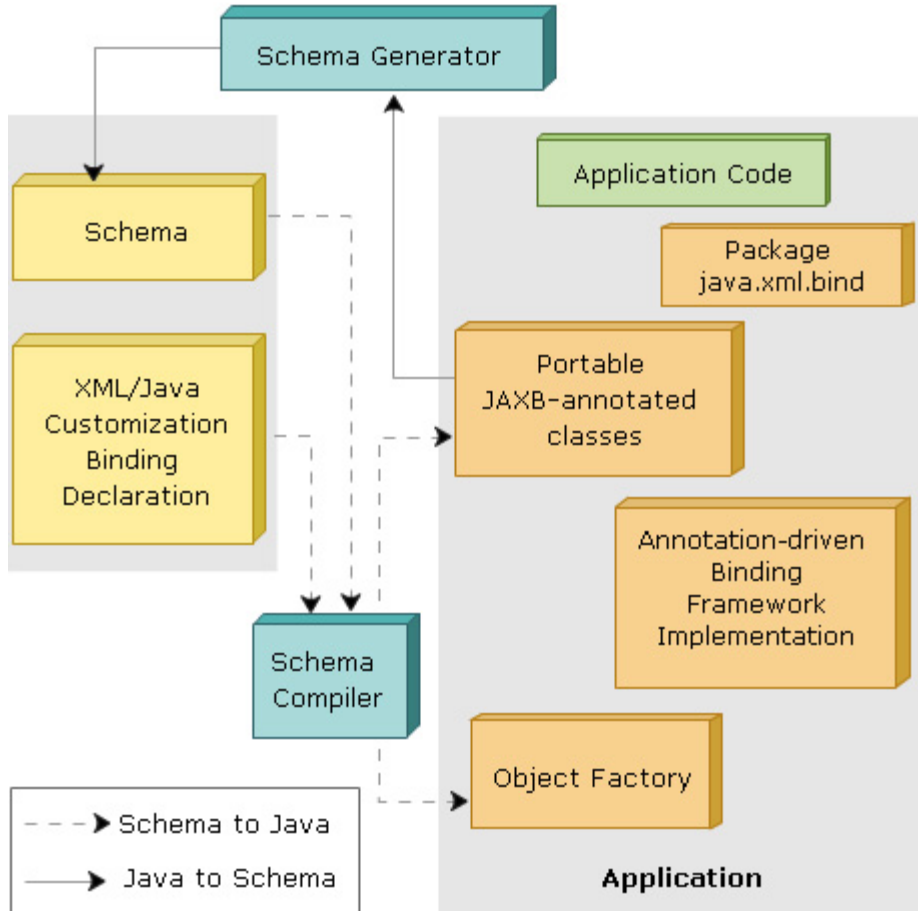 Schema Generator
Application Code
Schema
Package
java.xml.bind
XML/Java
Customization
Binding
Declaration
Portable
JAXB-annotated
classes
Annotation-driven
Binding
Framework
Implementation
Schema
Compiler
Object Factory
Schema to Java
Java to Schema
Application